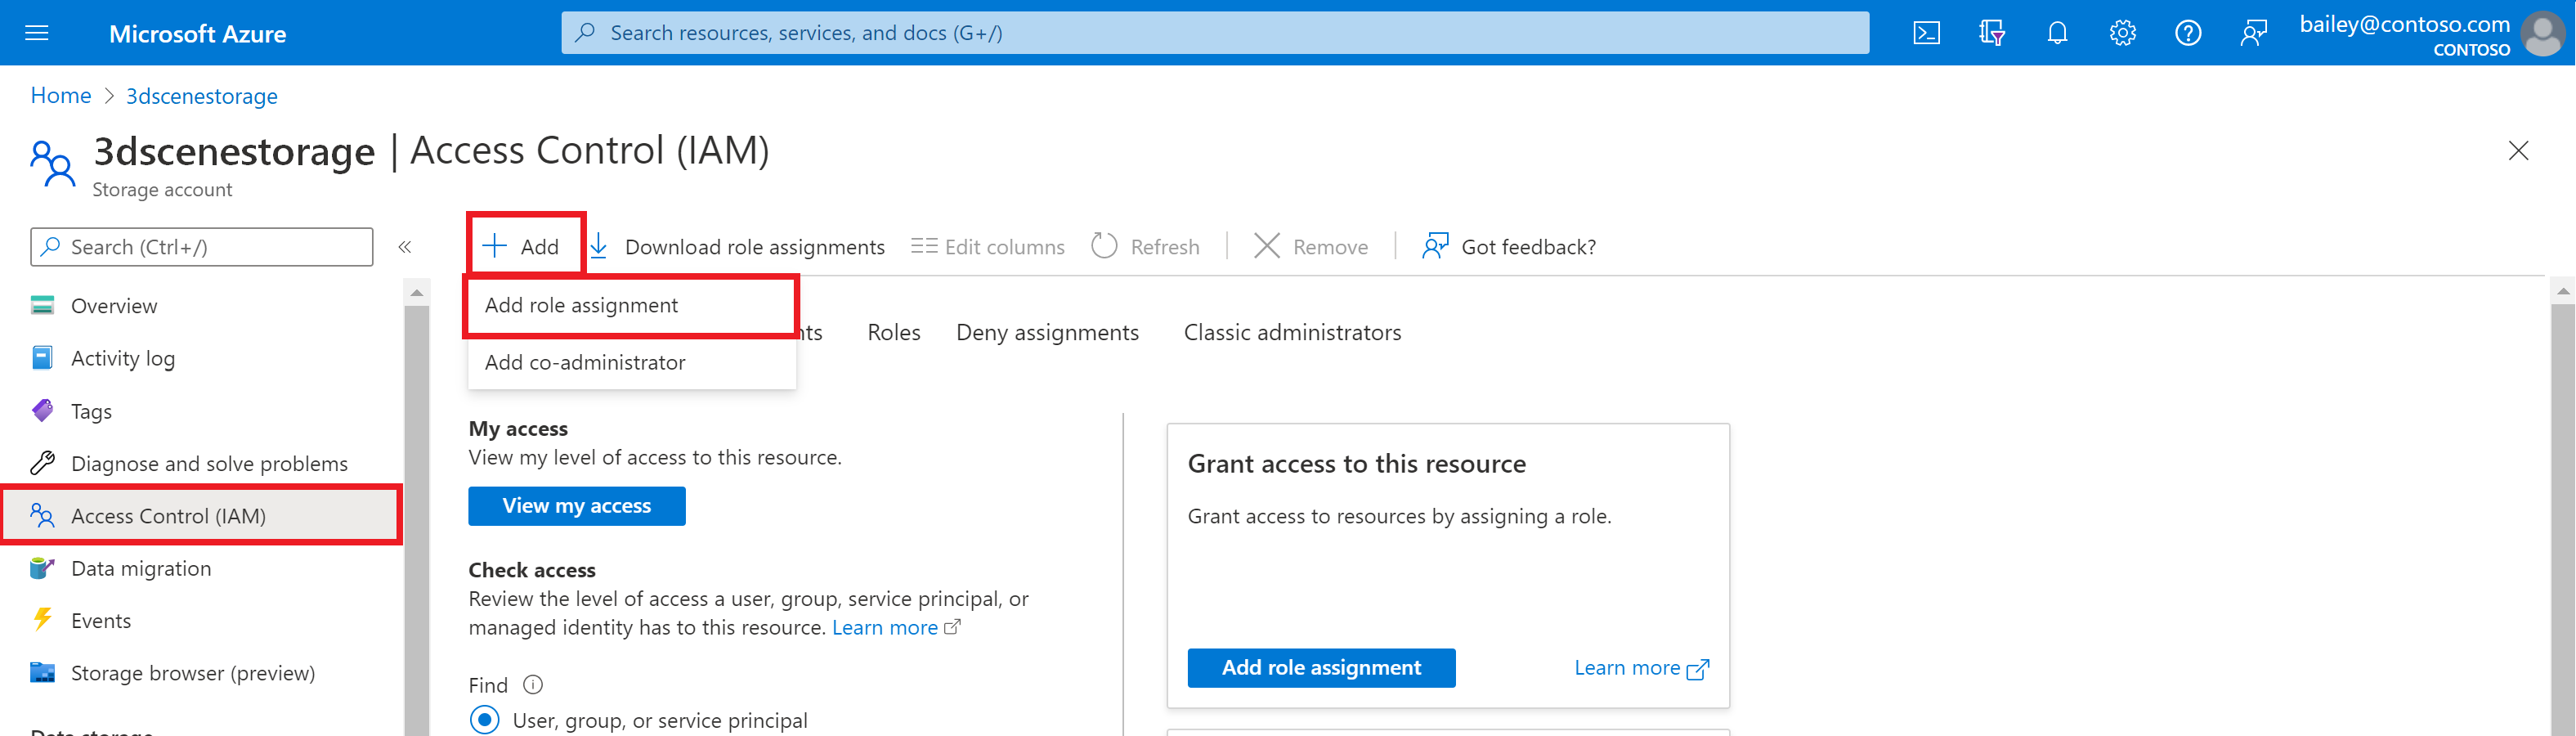 Microsoft Azure
Search resources, services, and docs (G+/)
bailey@contoso.com
CONTOSO
Home > 3dscenestorage
3dscenestorage | Access Control (IAM)
Storage account
Search (Ctrl+/)
«
Add
Download role assignments
Edit columns
Refresh
Remove
Got feedback?
Add role assignment
Add co-administrator
nts
Roles
Deny assignments
Classic administrators
Overview
Activity log
Tags
Diagnose and solve problems
Access Control (IAM)
Data migration
Events
Storage browser (preview)
Data storage
My access
View my level of access to this resource.
View my access
Check access
Review the level of access a user, group, service principal, or
managed identity has to this resource. Learn more
Find
User, group, or service principal
Grant access to this resource
Grant access to resources by assigning a role.
Add role assignment
Learn more